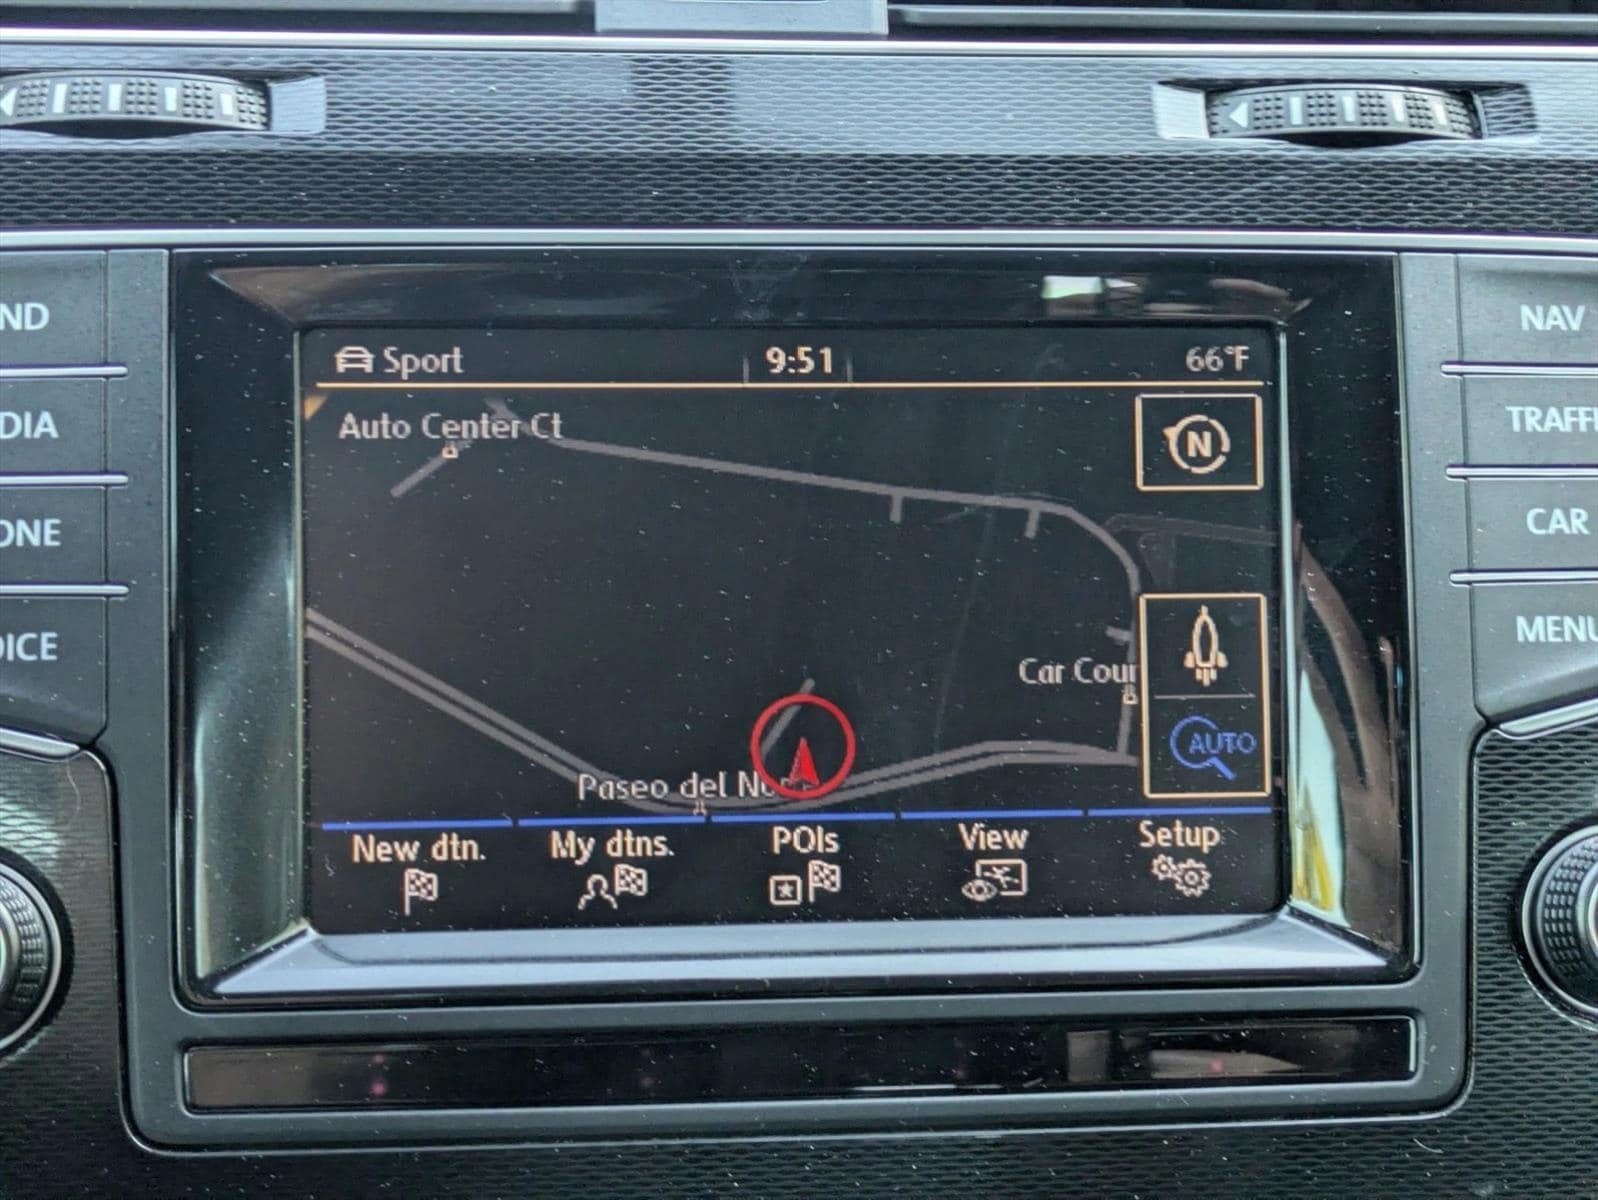 Sport 9:51 66°F
Auto Center Ct
N
Car Cour
AUTO
Paseo del No
New dtn. My dtns. POIs View Setup
ND
DIA
ONE
OICE
NAV
TRAFFI
CAR
MENU